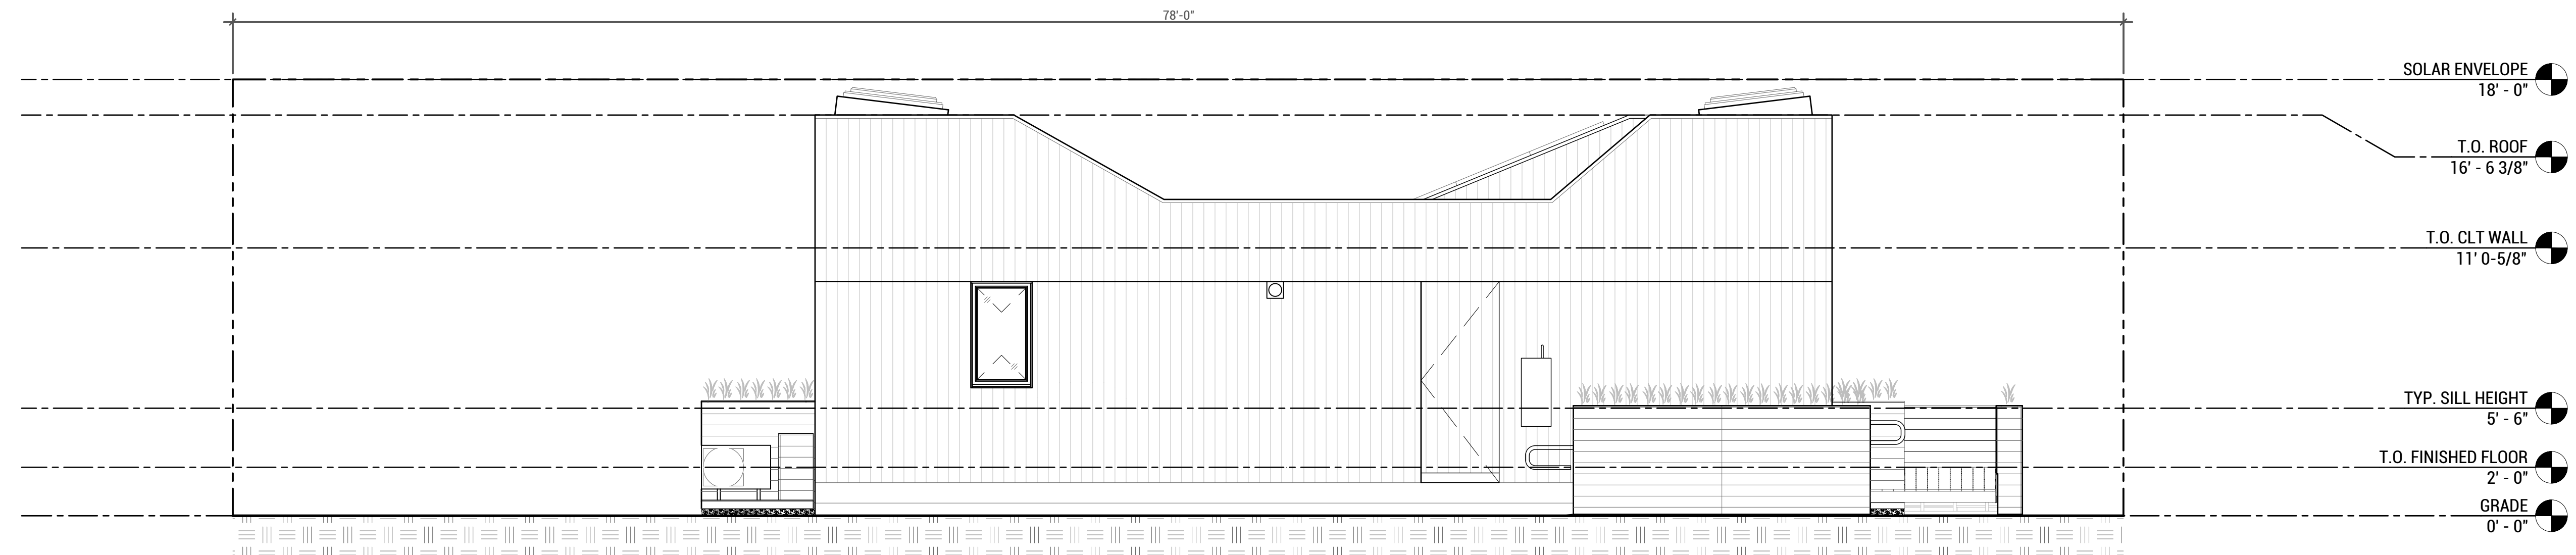 78'-0"
SOLAR ENVELOPE
18' - 0"
T.O. ROOF
16' - 6 3/8"
T.O. CLT WALL
11' 0-5/8"
TYP. SILL HEIGHT
5' - 6"
T.O. FINISHED FLOOR
2' - 0"
GRADE
0' - 0"